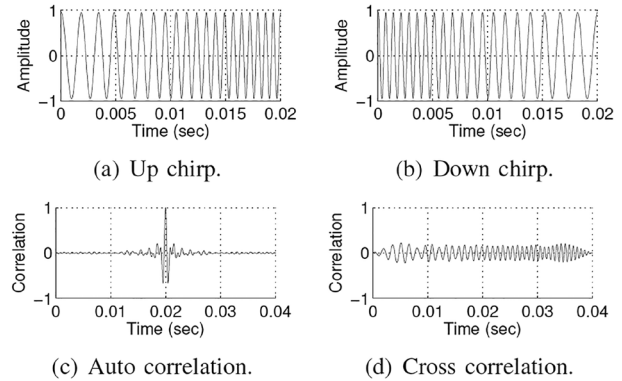 Amplitude
1
0
−1
0 0.005 0.01 0.015 0.02
Time (sec)
(a) Up chirp.
Amplitude
1
0
−1
0 0.005 0.01 0.015 0.02
Time (sec)
(b) Down chirp.
Correlation
1
0
−1
0 0.01 0.02 0.03 0.04
Time (sec)
(c) Auto correlation.
Correlation
1
0
−1
0 0.01 0.02 0.03 0.04
Time (sec)
(d) Cross correlation.